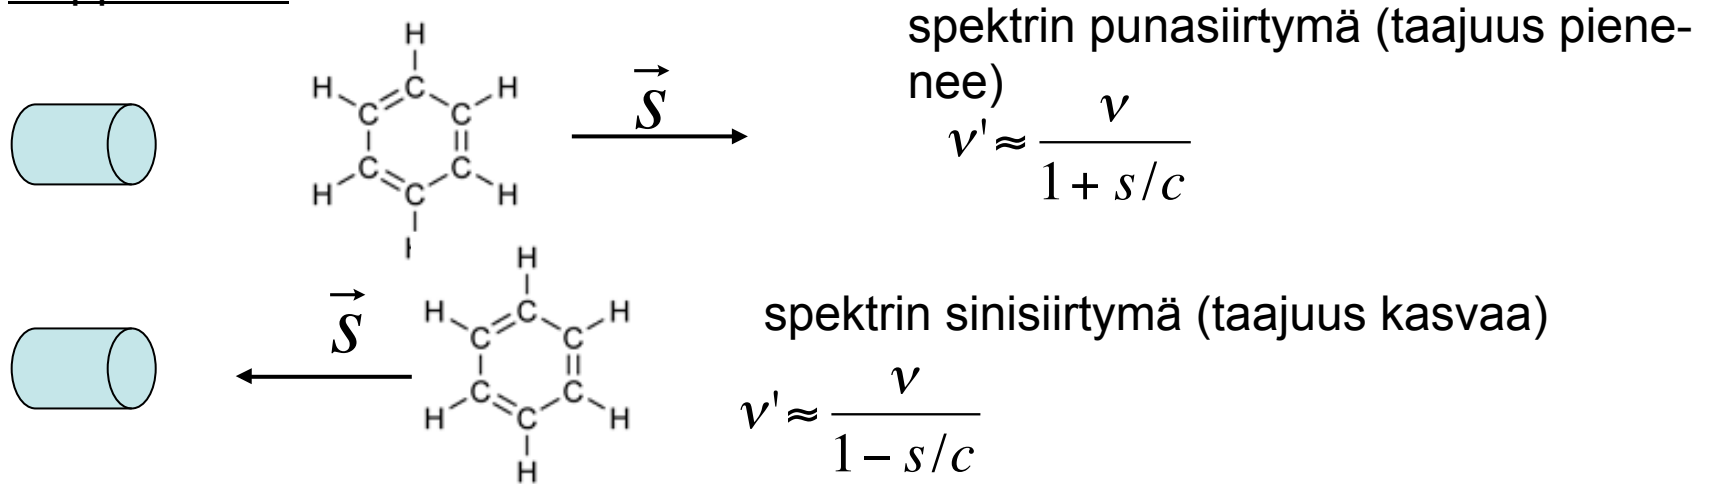 spektrin punasiirtymä (taajuus piene-
nee)
S
ν' ≈ ν / (1 + s/c)
H
H C H
C C
C C
H C H
S
spektrin sinisiirtymä (taajuus kasvaa)
ν' ≈ ν / (1 − s/c)
H
H C H
C C
C C
H C H
H